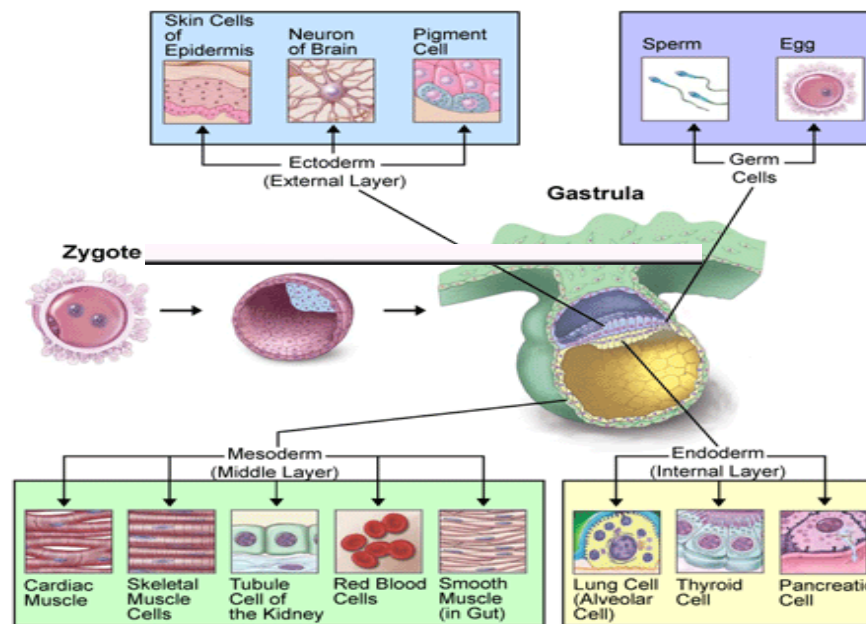 Skin Cells
of
Epidermis
Neuron
of Brain
Pigment
Cell
Sperm
Egg
Ectoderm
(External Layer)
Germ
Cells
Gastrula
Zygote
Mesoderm
(Middle Layer)
Endoderm
(Internal Layer)
Cardiac
Muscle
Skeletal
Muscle
Cells
Tubule
Cell of
the Kidney
Red Blood
Cells
Smooth
Muscle
(in Gut)
Lung Cell
(Alveolar
Cell)
Thyroid
Cell
Pancreatic
Cell